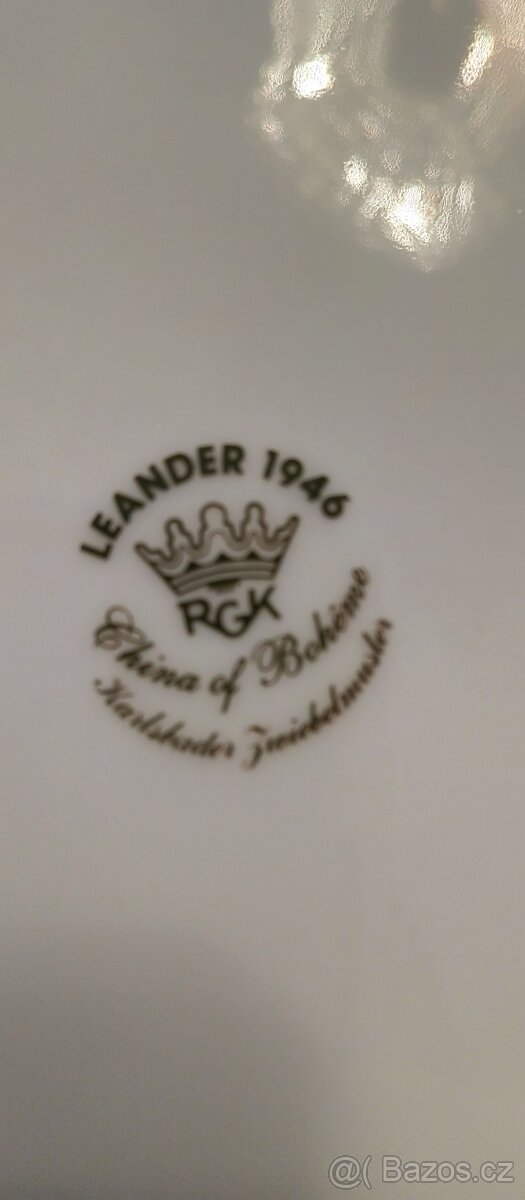 LEANDER 1946
RGK
China of Bohême
Karlsbader Zwiebelmuster
@( Bazos.cz